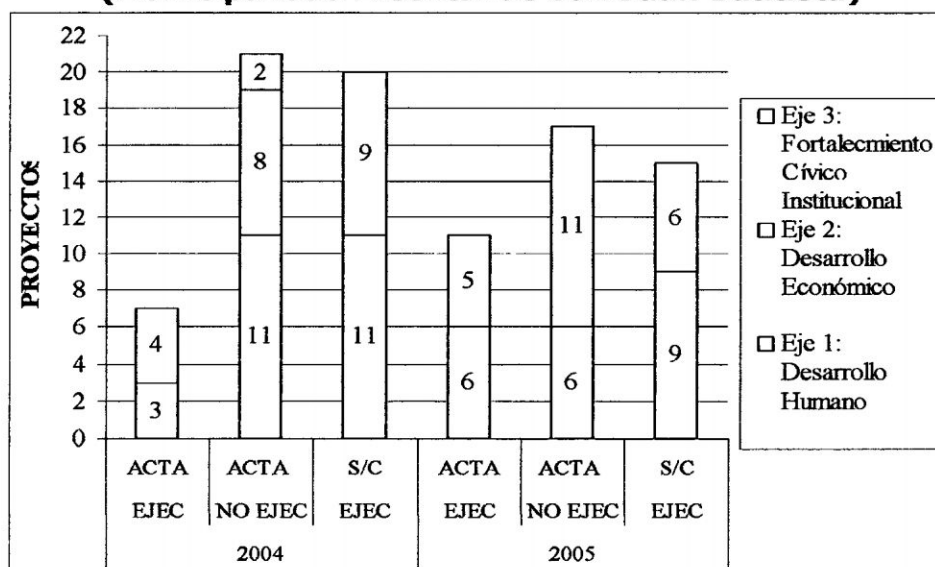 22
20
18
16
14
12
10
8
6
4
2
0
PROYECTOS
4
3
2
8
11
9
11
5
6
11
6
6
9
ACTA ACTA S/C ACTA ACTA S/C
EJEC NO EJEC EJEC EJEC NO EJEC EJEC
2004 2005
Eje 3:
Fortalecmiento
Cívico
Institucional
Eje 2:
Desarrollo
Económico
Eje 1:
Desarrollo
Humano